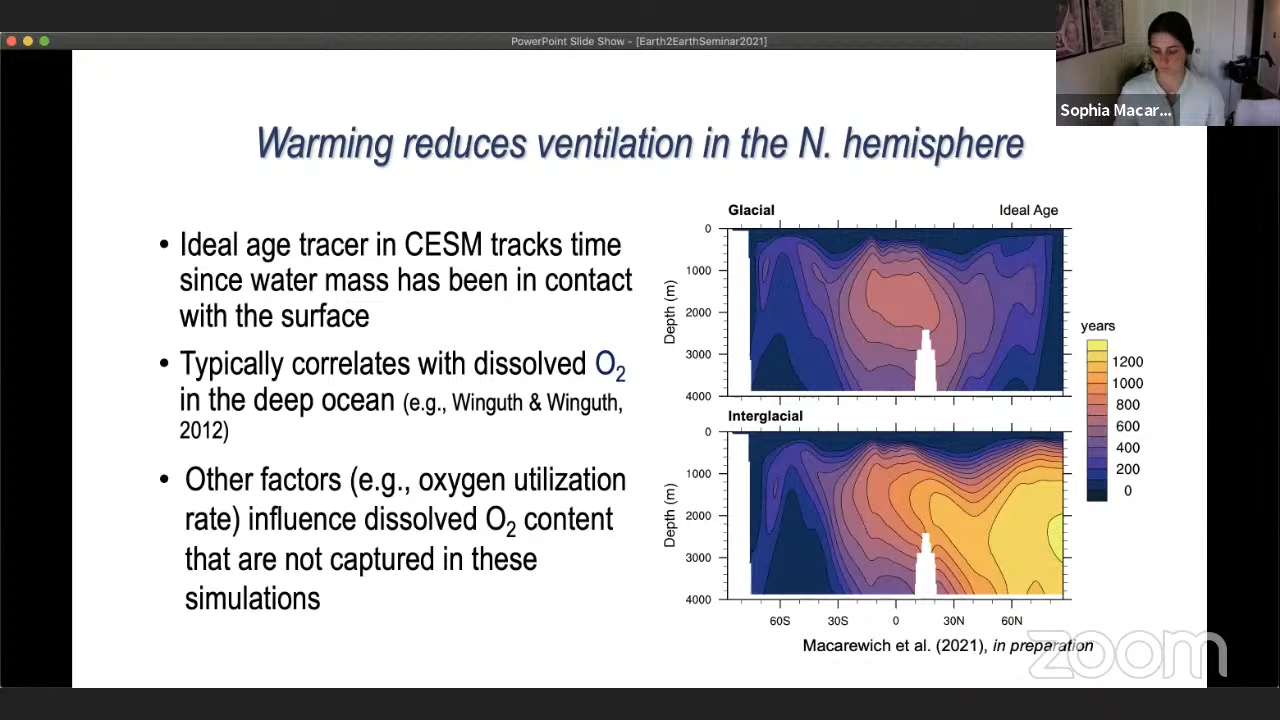 PowerPoint Slide Show - [Earth2EarthSeminar2021]
Sophia Macar...
Warming reduces ventilation in the N. hemisphere
• Ideal age tracer in CESM tracks time
since water mass has been in contact
with the surface
• Typically correlates with dissolved O2
in the deep ocean (e.g., Winguth & Winguth,
2012)
• Other factors (e.g., oxygen utilization
rate) influence dissolved O2 content
that are not captured in these
simulations
Glacial
Ideal Age
0
1000
2000
3000
4000
Depth (m)
Interglacial
0
1000
2000
3000
4000
Depth (m)
60S 30S 0 30N 60N
years
1200
1000
800
600
400
200
0
Macarewich et al. (2021), in preparation
zoom